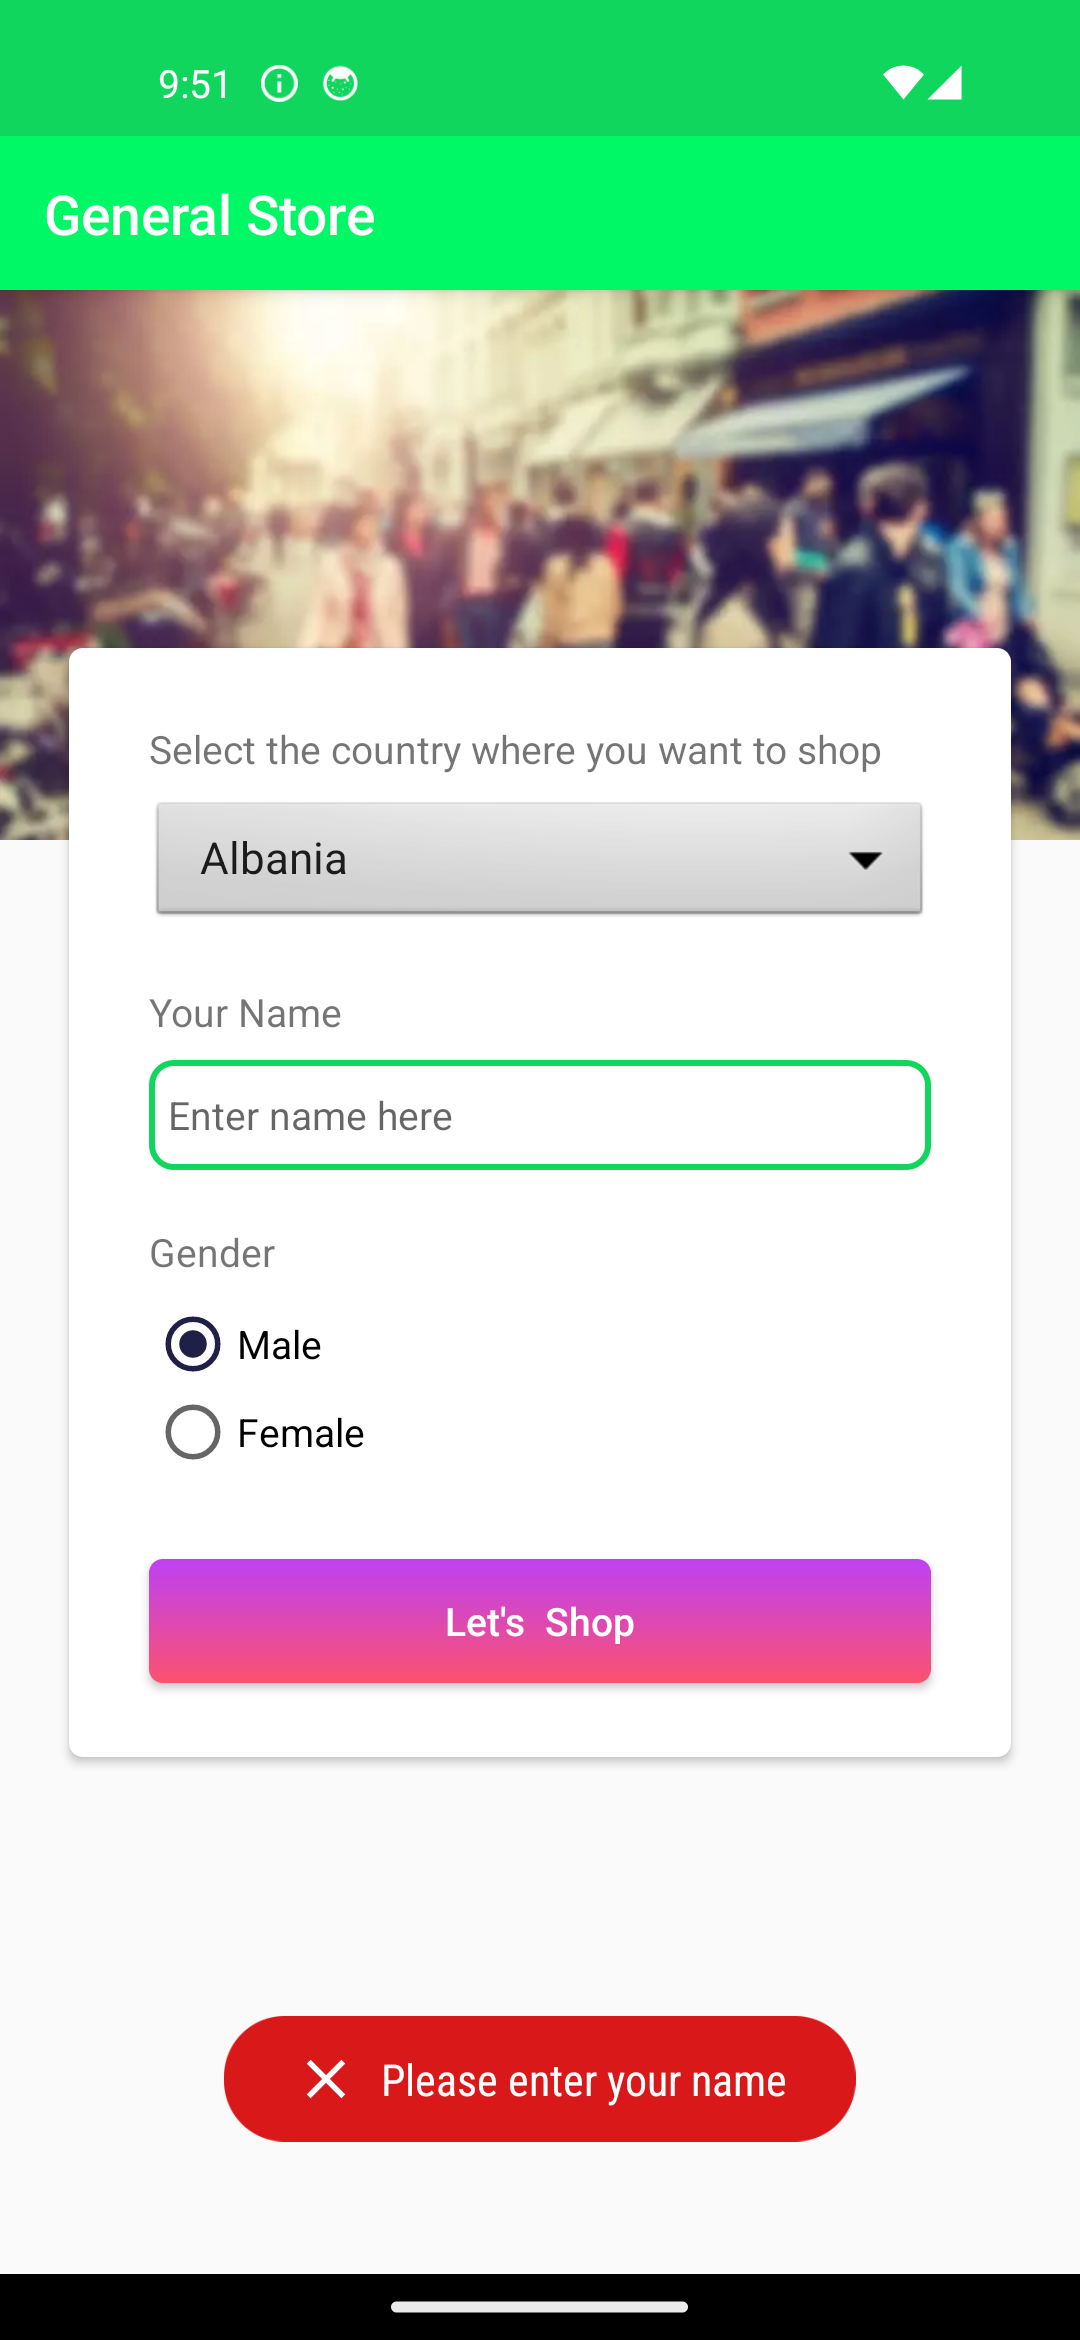 9:51
General Store
Select the country where you want to shop
Albania
Your Name
Enter name here
Gender
Male
Female
Let's  Shop
Please enter your name